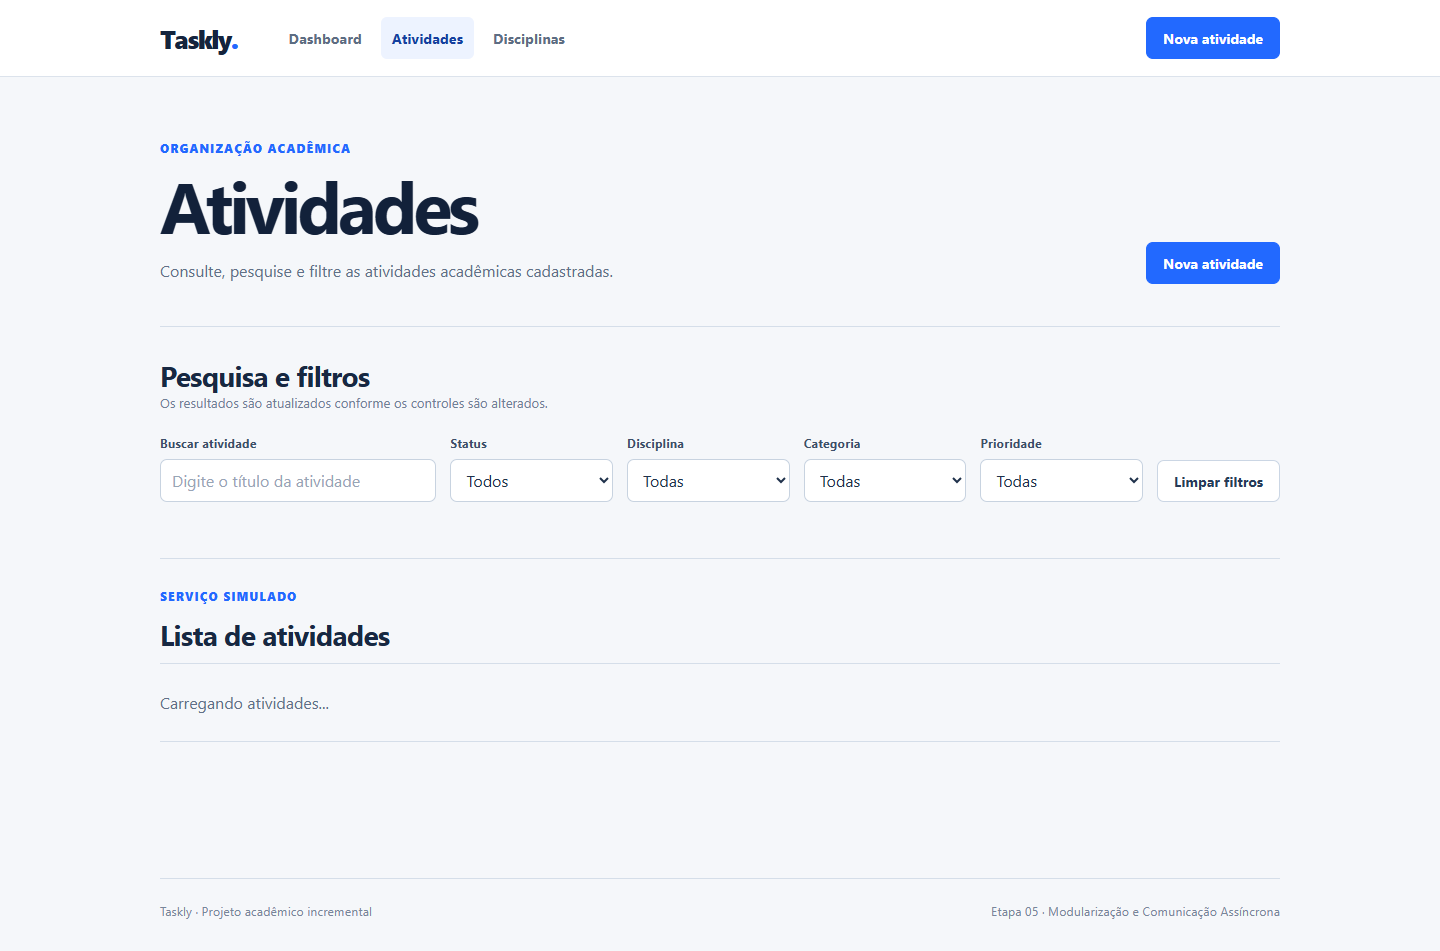 Taskly.
Dashboard
Atividades
Disciplinas
Nova atividade
ORGANIZAÇÃO ACADÊMICA
Atividades
Consulte, pesquise e filtre as atividades acadêmicas cadastradas.
Nova atividade
Pesquisa e filtros
Os resultados são atualizados conforme os controles são alterados.
Buscar atividade
Status
Disciplina
Categoria
Prioridade
Digite o título da atividade
Todos
Todas
Todas
Todas
Limpar filtros
SERVIÇO SIMULADO
Lista de atividades
Carregando atividades...
Taskly · Projeto acadêmico incremental
Etapa 05 · Modularização e Comunicação Assíncrona